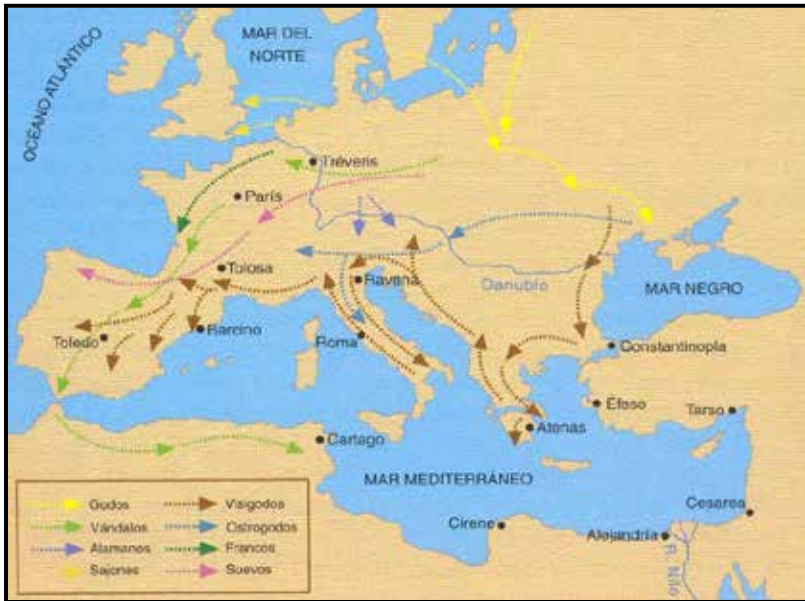 MAR DEL
NORTE
OCÉANO ATLÁNTICO
Tréveris
París
Tolosa
Ravena
Danubio
MAR NEGRO
Toledo
Barcino
Roma
Constantinopla
Éfeso
Tarso
Atenas
Cartago
MAR MEDITERRÁNEO
Cesarea
Cirene
Alejandría
R. Nilo
Godos
Visigodos
Vándalos
Ostrogodos
Alamanes
Francos
Sajones
Suevos